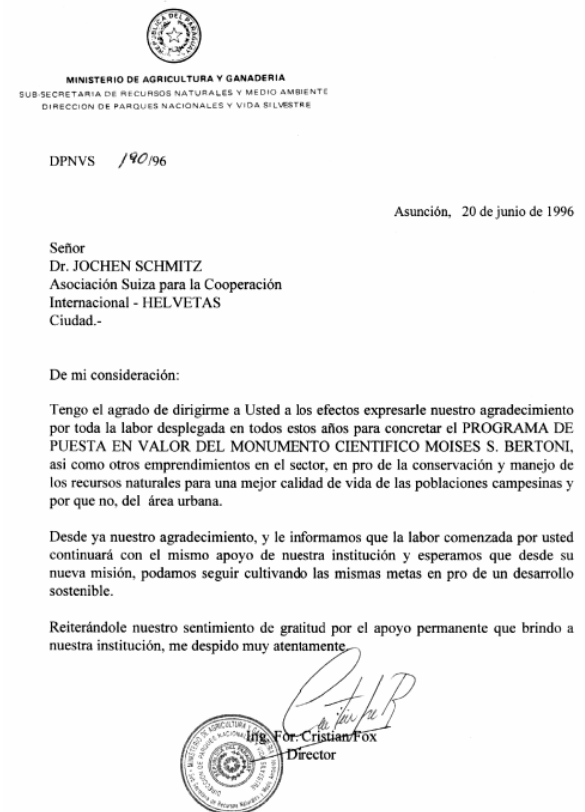 REPUBLICA DEL PARAGUAY
MINISTERIO DE AGRICULTURA Y GANADERIA
SUB-SECRETARIA DE RECURSOS NATURALES Y MEDIO AMBIENTE
DIRECCION DE PARQUES NACIONALES Y VIDA SILVESTRE
DPNVS 190/96
Asunción, 20 de junio de 1996
Señor
Dr. JOCHEN SCHMITZ
Asociación Suiza para la Cooperación
Internacional - HELVETAS
Ciudad.-
De mi consideración:
Tengo el agrado de dirigirme a Usted a los efectos expresarle nuestro agradecimiento
por toda la labor desplegada en todos estos años para concretar el PROGRAMA DE
PUESTA EN VALOR DEL MONUMENTO CIENTIFICO MOISES S. BERTONI,
asi como otros emprendimientos en el sector, en pro de la conservación y manejo de
los recursos naturales para una mejor calidad de vida de las poblaciones campesinas y
por que no, del área urbana.
Desde ya nuestro agradecimiento, y le informamos que la labor comenzada por usted
continuará con el mismo apoyo de nuestra institución y esperamos que desde su
nueva misión, podamos seguir cultivando las mismas metas en pro de un desarrollo
sostenible.
Reiterándole nuestro sentimiento de gratitud por el apoyo permanente que brindo a
nuestra institución, me despido muy atentamente.
Ing. For. Cristian Fox
Director